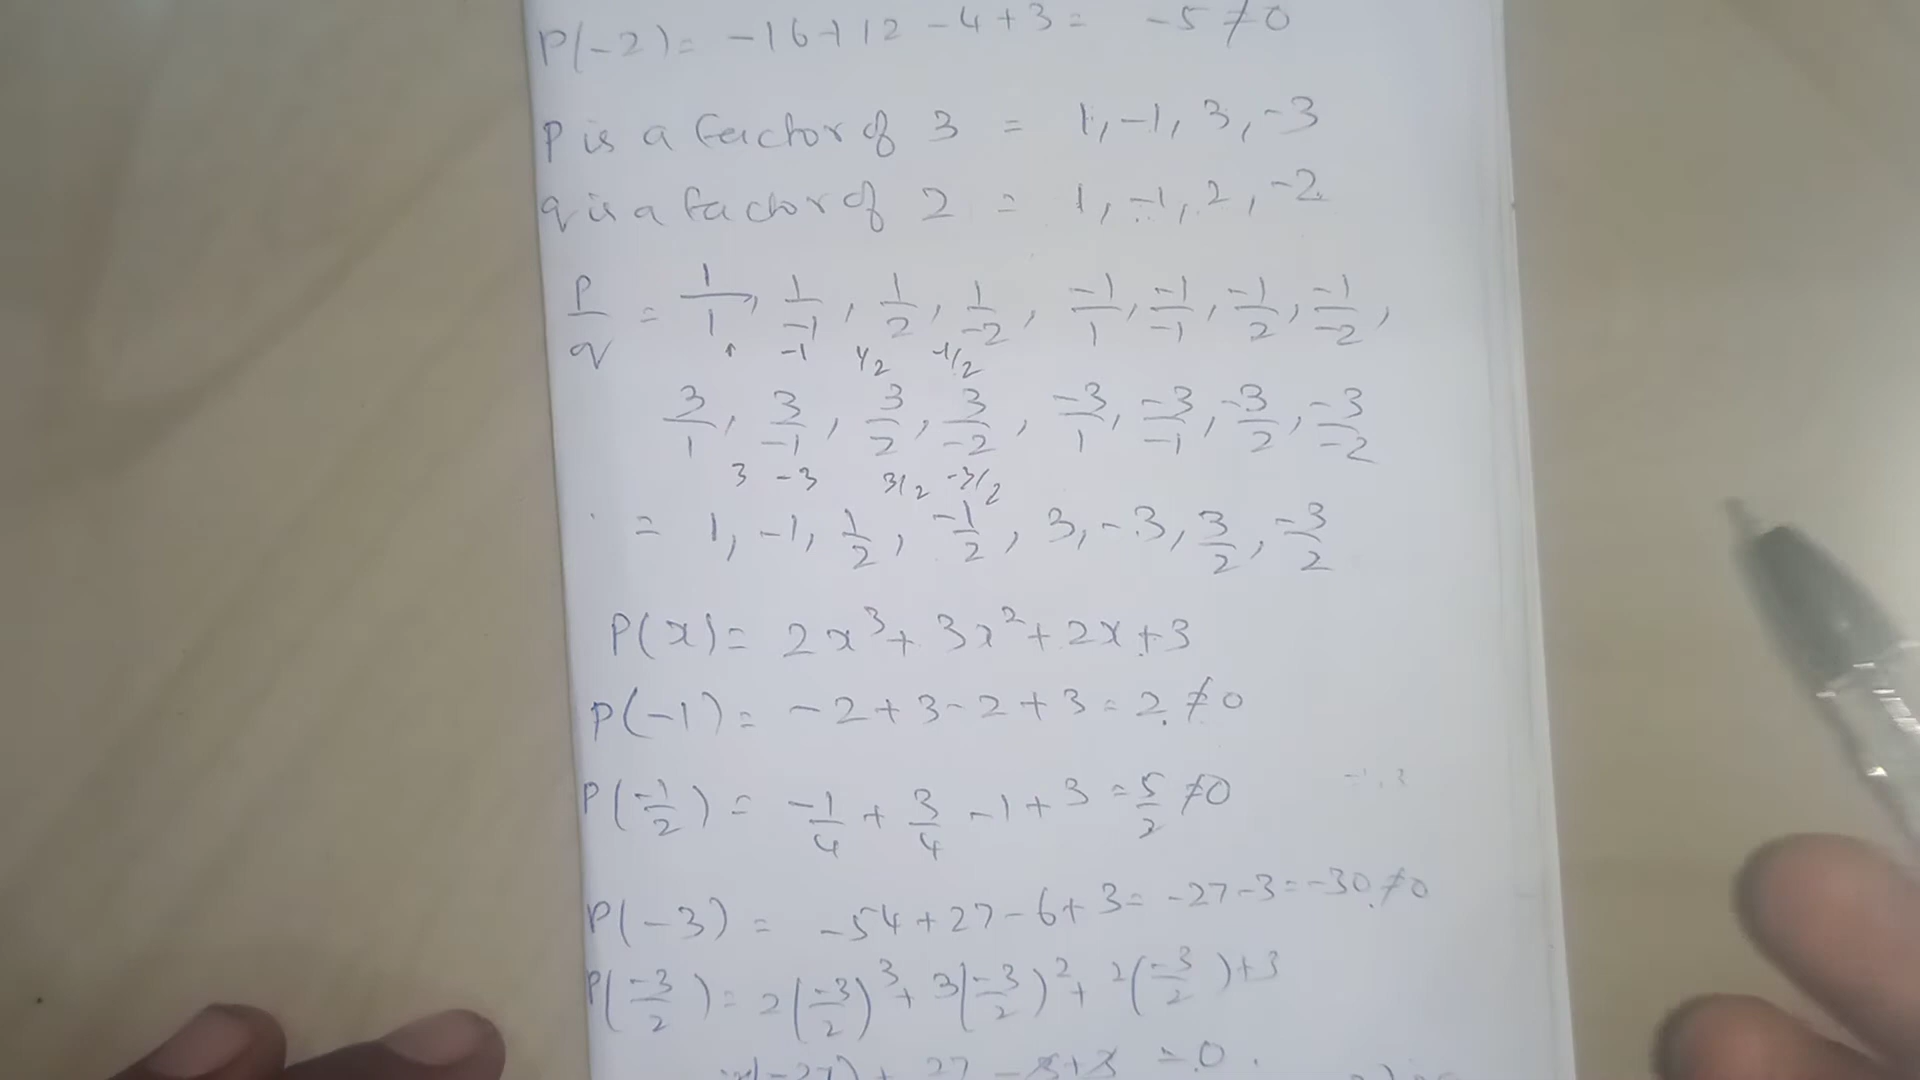 P(-2) = -16+12-4+3 = -5 ≠ 0
P is a factor of 3 = 1, -1, 3, -3
q is a factor of 2 = 1, -1, 2, -2
P/q = 1/1, 1/-1, 1/2, 1/-2, -1/1, -1/-1, -1/2, -1/-2,
1 -1 1/2 -1/2
3/1, 3/-1, 3/2, 3/-2, -3/1, -3/-1, -3/2, -3/-2
3 -3 3/2 -3/2
= 1, -1, 1/2, -1/2, 3, -3, 3/2, -3/2
P(x) = 2x³+3x²+2x+3
P(-1) = -2+3-2+3 = 2 ≠ 0
P(-1/2) = -1/4 + 3/4 -1+3 = 5/2 ≠ 0
P(-3) = -54+27-6+3 = -27-3 = -30 ≠ 0
P(-3/2) = 2(-3/2)³ + 3(-3/2)² + 2(-3/2)+3
(-27) + 27 -3+3 = 0